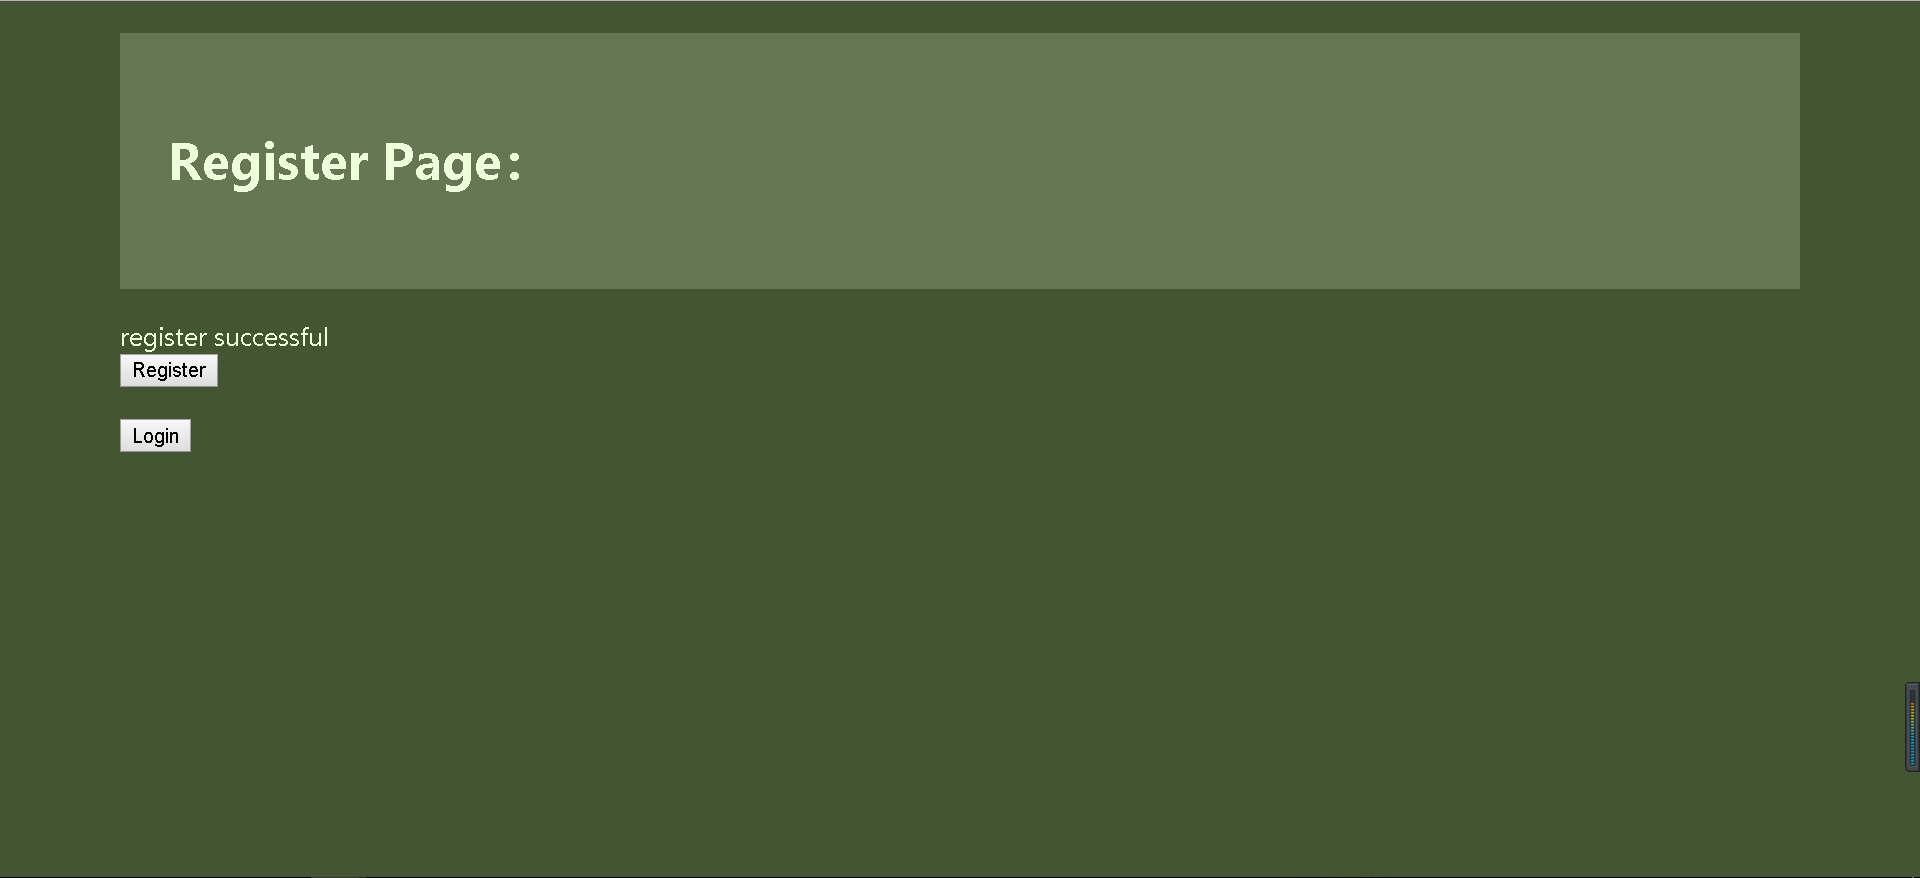 Register Page:
register successful
Register
Login